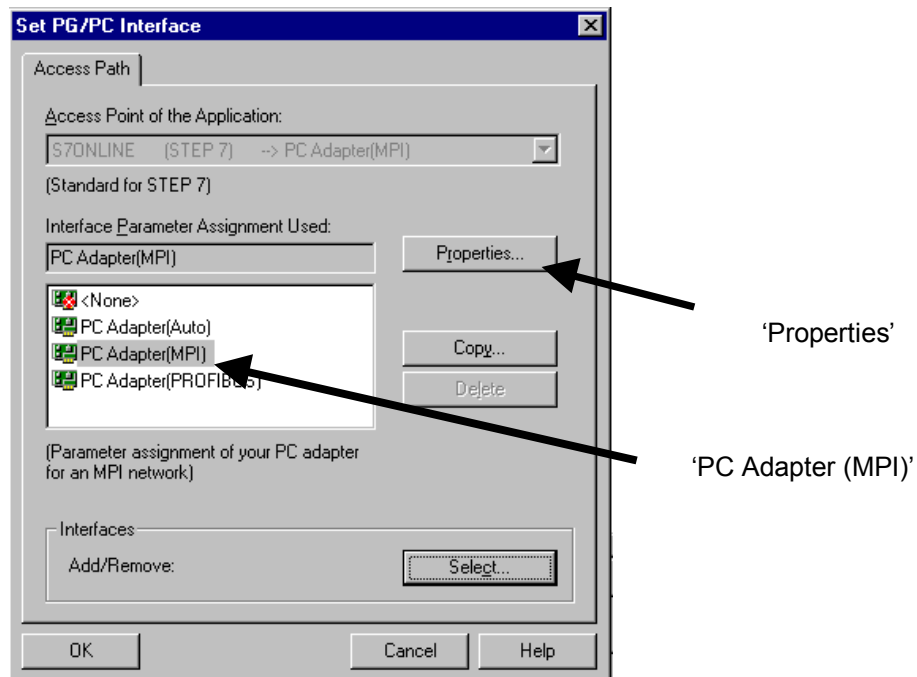 Set PG/PC Interface
Access Path
Access Point of the Application:
S7ONLINE (STEP 7) --> PC Adapter(MPI)
(Standard for STEP 7)
Interface Parameter Assignment Used:
PC Adapter(MPI)
Properties...
<None>
PC Adapter(Auto)
PC Adapter(MPI)
PC Adapter(PROFIBUS)
Copy...
Delete
(Parameter assignment of your PC adapter
for an MPI network)
Interfaces
Add/Remove:
Select...
OK
Cancel
Help
‘Properties’
‘PC Adapter (MPI)’